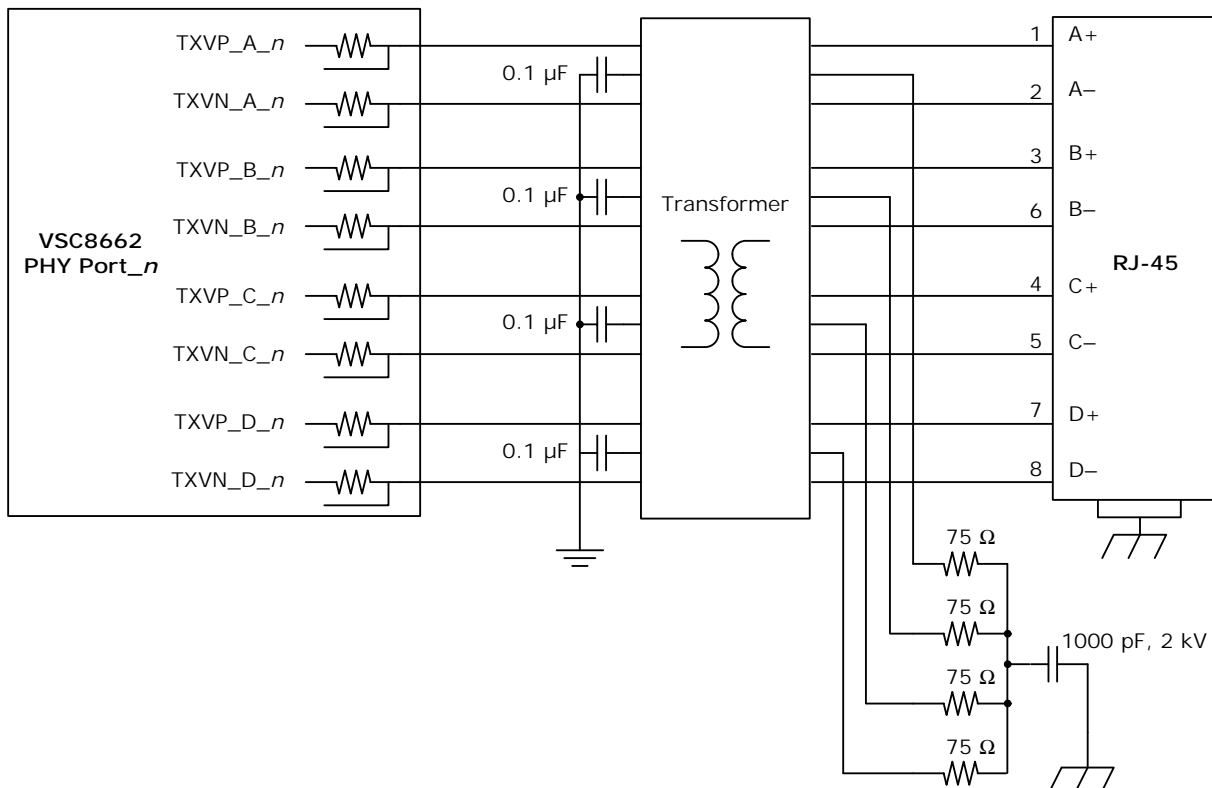 TXVP_A_n
0.1 µF
1 A+
TXVN_A_n
2 A−
TXVP_B_n
3 B+
0.1 µF
Transformer
TXVN_B_n
6 B−
VSC8662
PHY Port_n
RJ-45
TXVP_C_n
4 C+
0.1 µF
TXVN_C_n
5 C−
TXVP_D_n
7 D+
0.1 µF
TXVN_D_n
8 D−
75 Ω
75 Ω
1000 pF, 2 kV
75 Ω
75 Ω